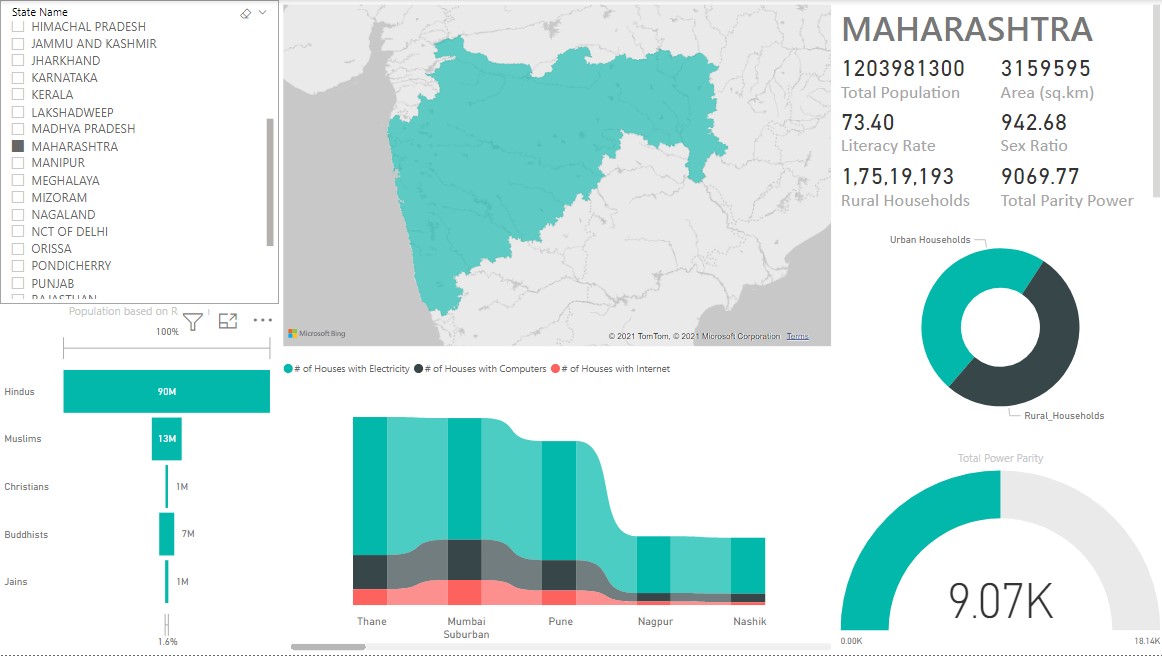 State Name
HIMACHAL PRADESH
JAMMU AND KASHMIR
JHARKHAND
KARNATAKA
KERALA
LAKSHADWEEP
MADHYA PRADESH
MAHARASHTRA
MANIPUR
MEGHALAYA
MIZORAM
NAGALAND
NCT OF DELHI
ORISSA
PONDICHERRY
PUNJAB
RAJASTHAN
Population based on R
100%
Hindus 90M
Muslims 13M
Christians 1M
Buddhists 7M
Jains 1M
1.6%
Microsoft Bing
© 2021 TomTom, © 2021 Microsoft Corporation Terms
# of Houses with Electricity # of Houses with Computers # of Houses with Internet
Thane Mumbai Suburban Pune Nagpur Nashik
MAHARASHTRA
1203981300 3159595
Total Population Area (sq.km)
73.40 942.68
Literacy Rate Sex Ratio
1,75,19,193 9069.77
Rural Households Total Parity Power
Urban Households
Rural_Households
Total Power Parity
9.07K
0.00K 18.14K